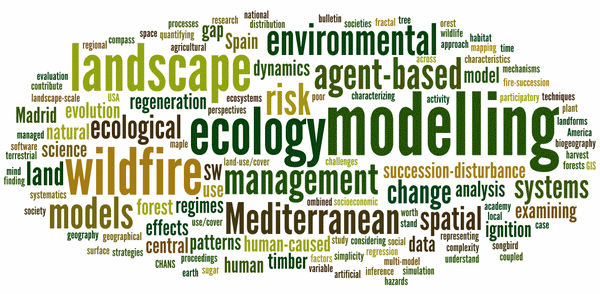 processes research national bulletin societies fractal tree orest
regional compass space quantifying distribution wildlife approach habitat mapping time
agricultural gap Spain environmental across characteristics
landscape dynamics agent-based model mechanisms
evaluation contribute fire-succession
landscape-scale USA regeneration ecosystems risk poor characterizing activity participatory techniques
Madrid evolution perspectives plant
managed natural ecological ecology modelling landforms America
software science maple biogeography
terrestrial harvest
mind finding land wildfire sw land-use/cover challenges succession-disturbance forests GIS
systematics use management change analysis systems
society models forest regimes use/cover ombined socioeconomic academy local examining
effects Mediterranean worth stand spatial ignition case
geography geographical central patterns human-caused study considering social data representing songbird
surface strategies factors simplicity regression complexity coupled
CHANS proceedings human timber variable multi-model understand
earth sugar artificial inference simulation
hazards